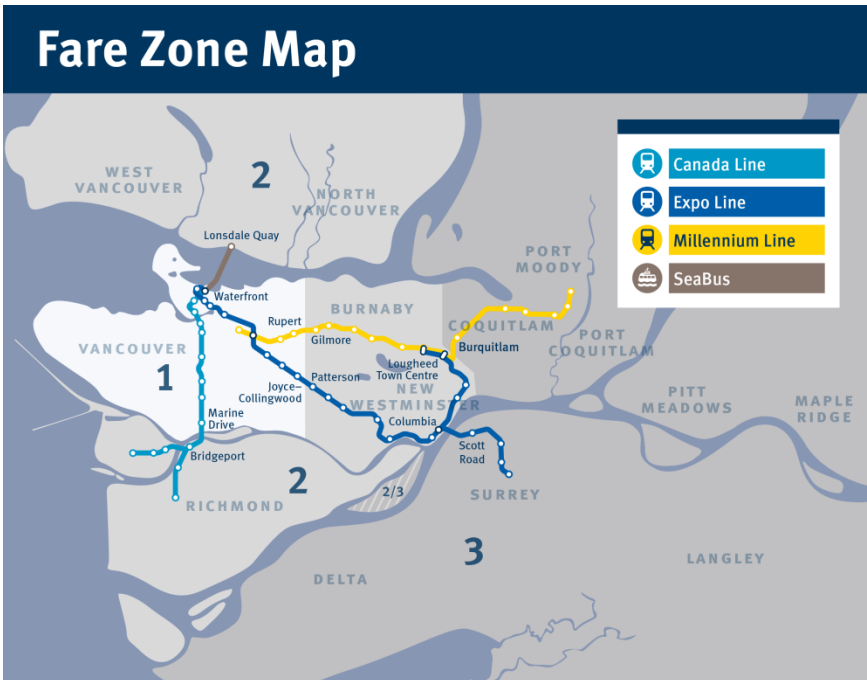 Fare Zone Map
WEST
VANCOUVER
2
NORTH
VANCOUVER
Lonsdale Quay
Canada Line
Expo Line
Millennium Line
SeaBus
PORT
MOODY
Waterfront
BURNABY
Rupert
Gilmore
COQUITLAM
PORT
COQUITLAM
VANCOUVER
1
Burquitlam
Lougheed
Town Centre
Patterson
Joyce–
Collingwood
NEW
WESTMINSTER
PITT
MEADOWS
MAPLE
RIDGE
Marine
Drive
Columbia
Bridgeport
Scott
Road
2
2/3
RICHMOND
SURREY
3
LANGLEY
DELTA